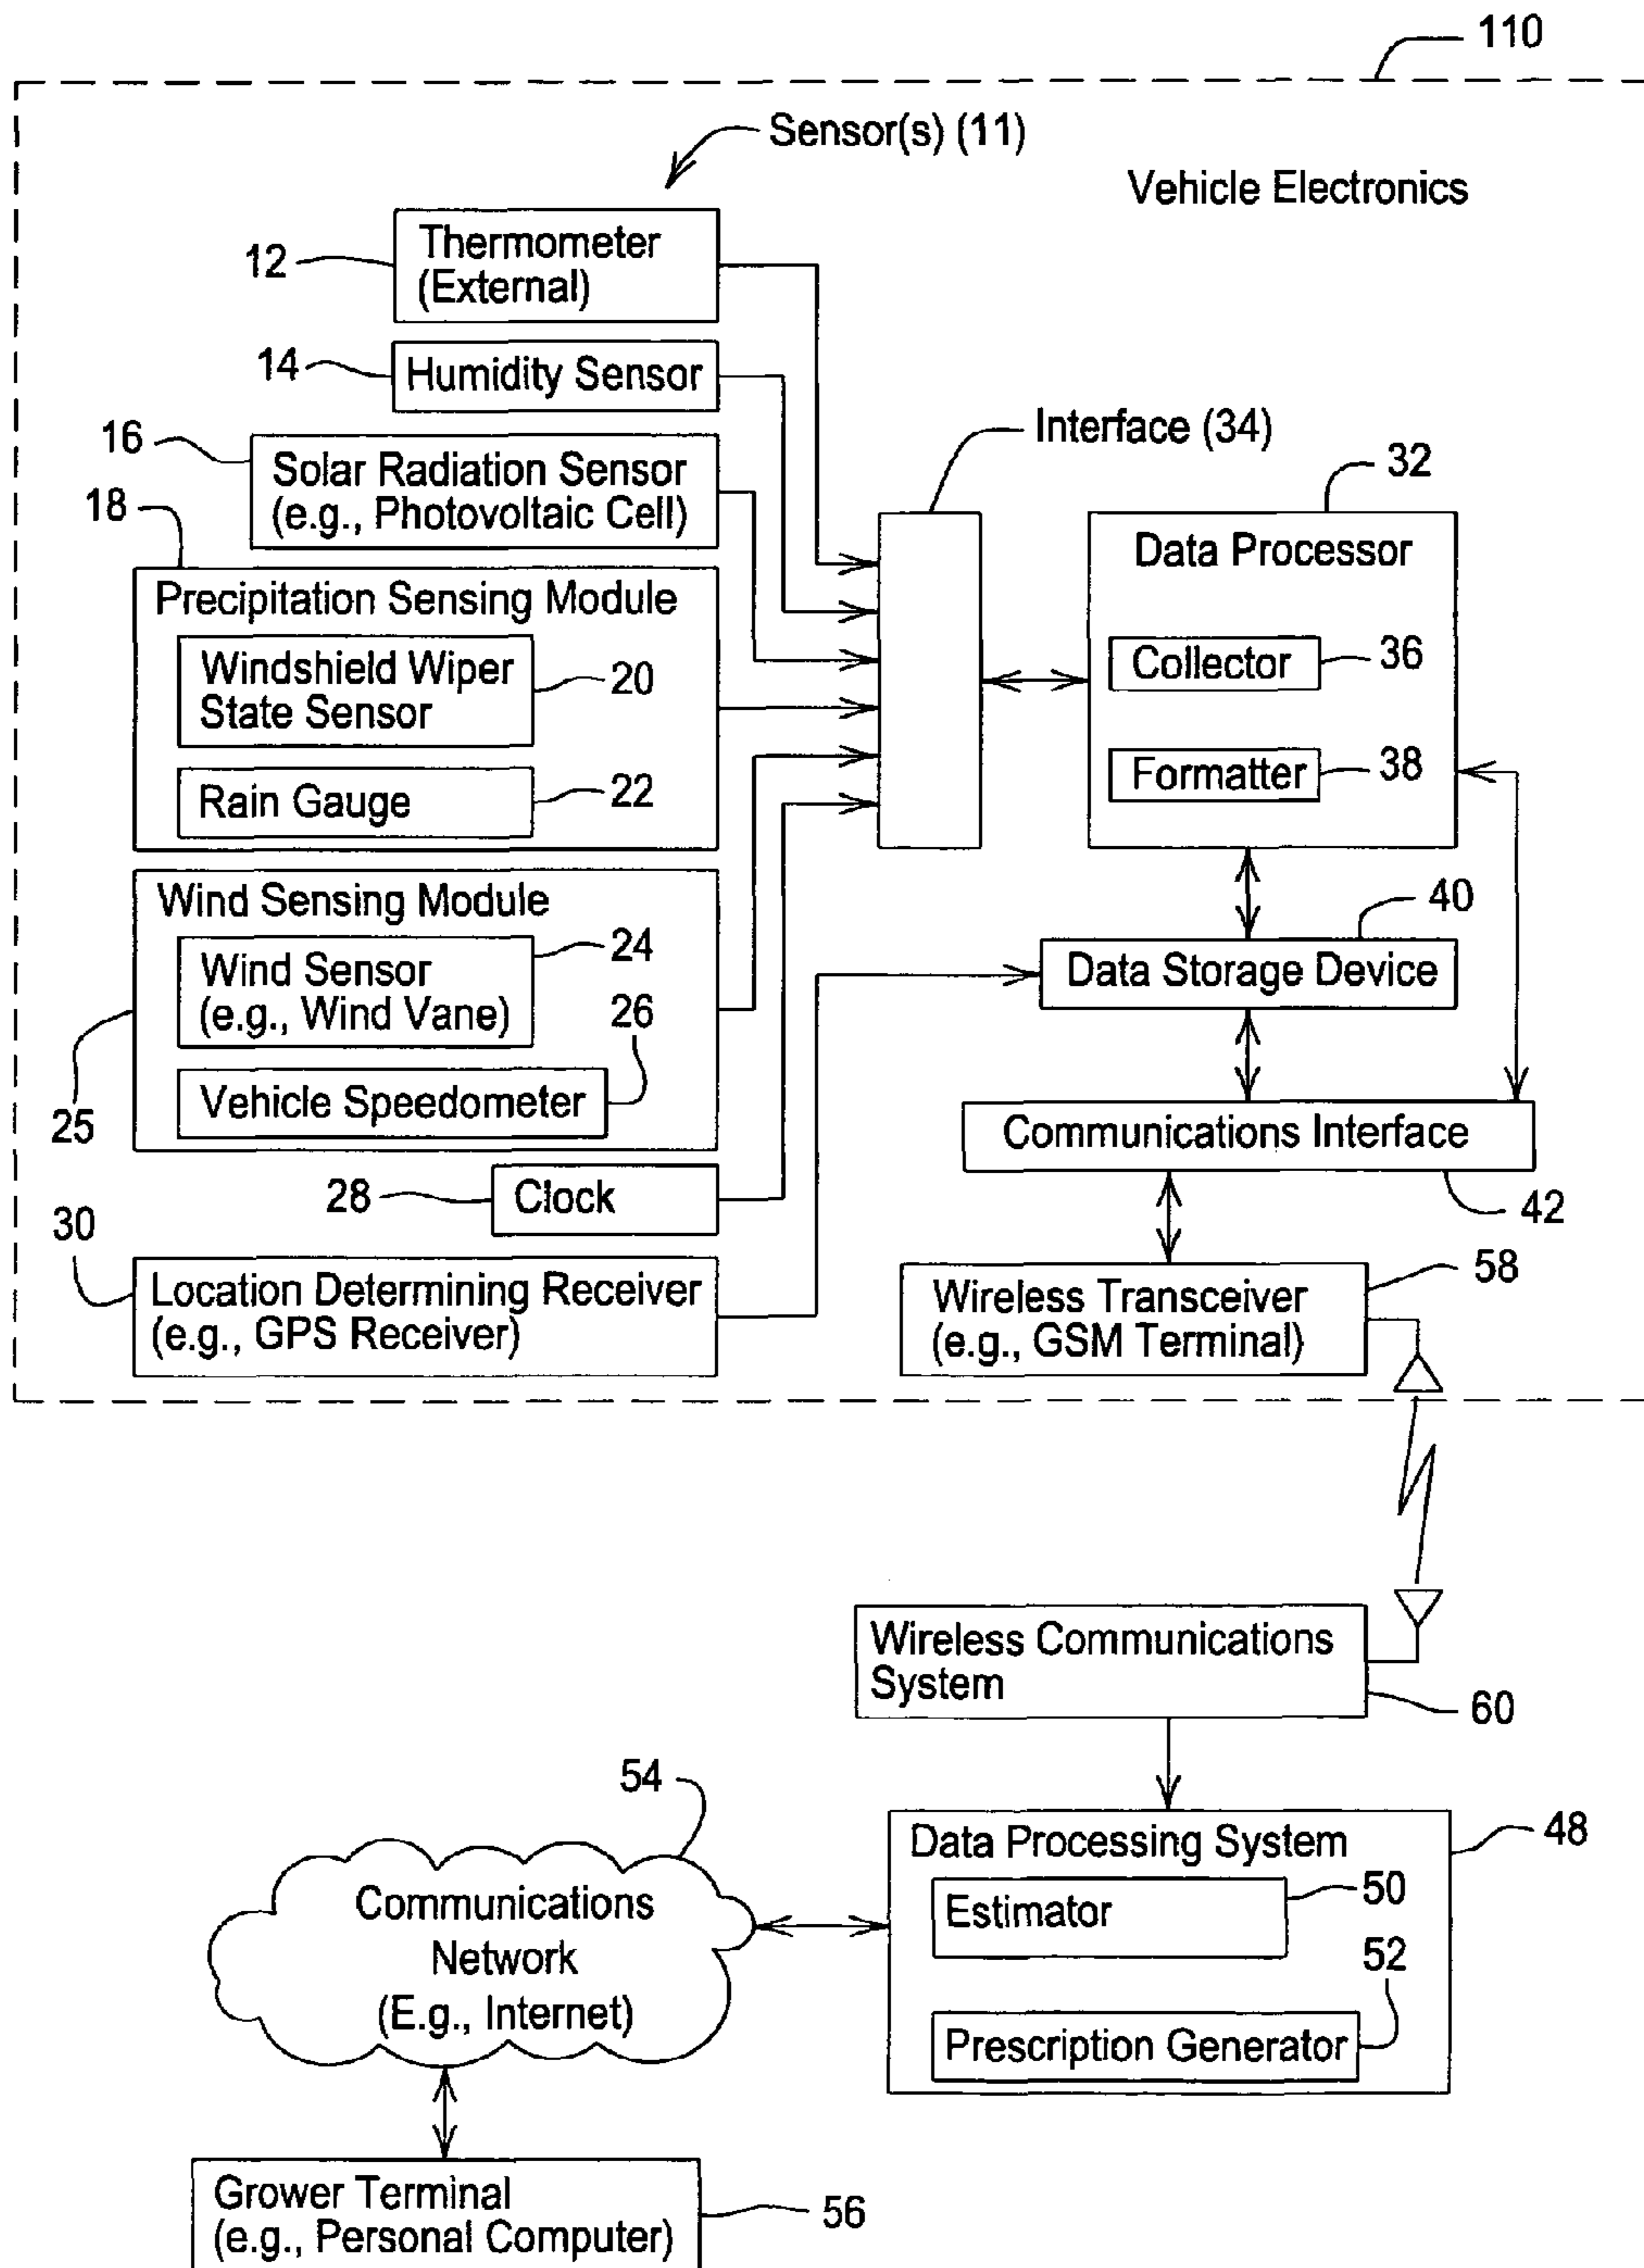 110
Sensor(s) (11)
Vehicle Electronics
12
Thermometer
(External)
14
Humidity Sensor
16
Solar Radiation Sensor
(e.g., Photovoltaic Cell)
Interface (34)
18
Precipitation Sensing Module
Windshield Wiper
State Sensor
20
Rain Gauge
22
32
Data Processor
Collector
36
Formatter
38
Wind Sensing Module
Wind Sensor
(e.g., Wind Vane)
24
Vehicle Speedometer
26
25
40
Data Storage Device
Communications Interface
42
28
Clock
30
Location Determining Receiver
(e.g., GPS Receiver)
Wireless Transceiver
(e.g., GSM Terminal)
58
Wireless Communications
System
60
54
Communications
Network
(E.g., Internet)
Data Processing System
48
Estimator
50
52
Prescription Generator
Grower Terminal
(e.g., Personal Computer)
56